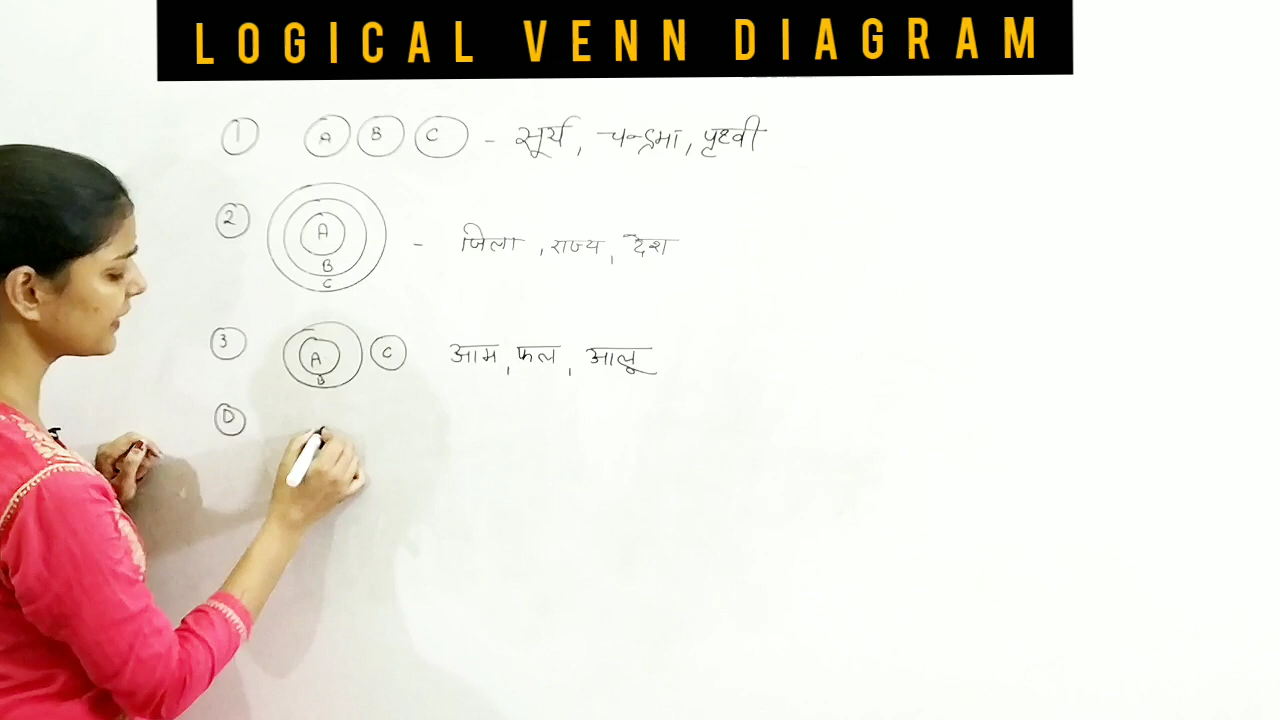 LOGICAL VENN DIAGRAM
1 A B C - सूर्य, चन्द्रमा, पृथ्वी
2 A B C - जिला, राज्य, देश
3 A B C आम, फल, आलू
D